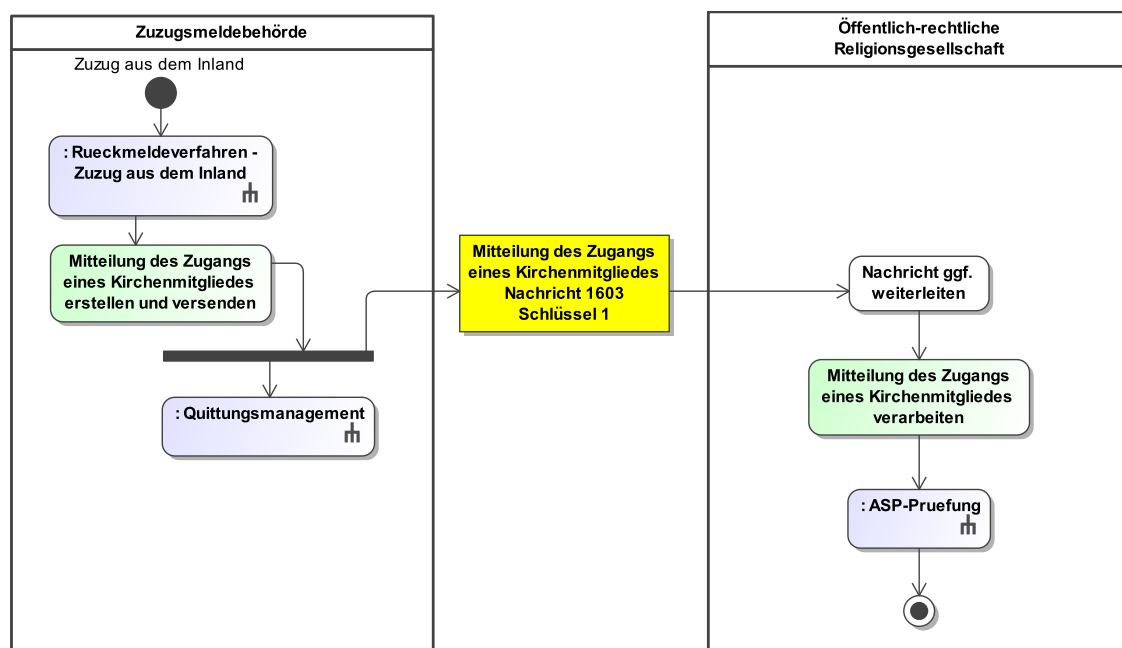 Zuzugsmeldebehörde
Zuzug aus dem Inland
: Rueckmeldeverfahren -
Zuzug aus dem Inland
Mitteilung des Zugangs
eines Kirchenmitgliedes
erstellen und versenden
: Quittungsmanagement
Mitteilung des Zugangs
eines Kirchenmitgliedes
Nachricht 1603
Schlüssel 1
Öffentlich-rechtliche
Religionsgesellschaft
Nachricht ggf.
weiterleiten
Mitteilung des Zugangs
eines Kirchenmitgliedes
verarbeiten
: ASP-Pruefung